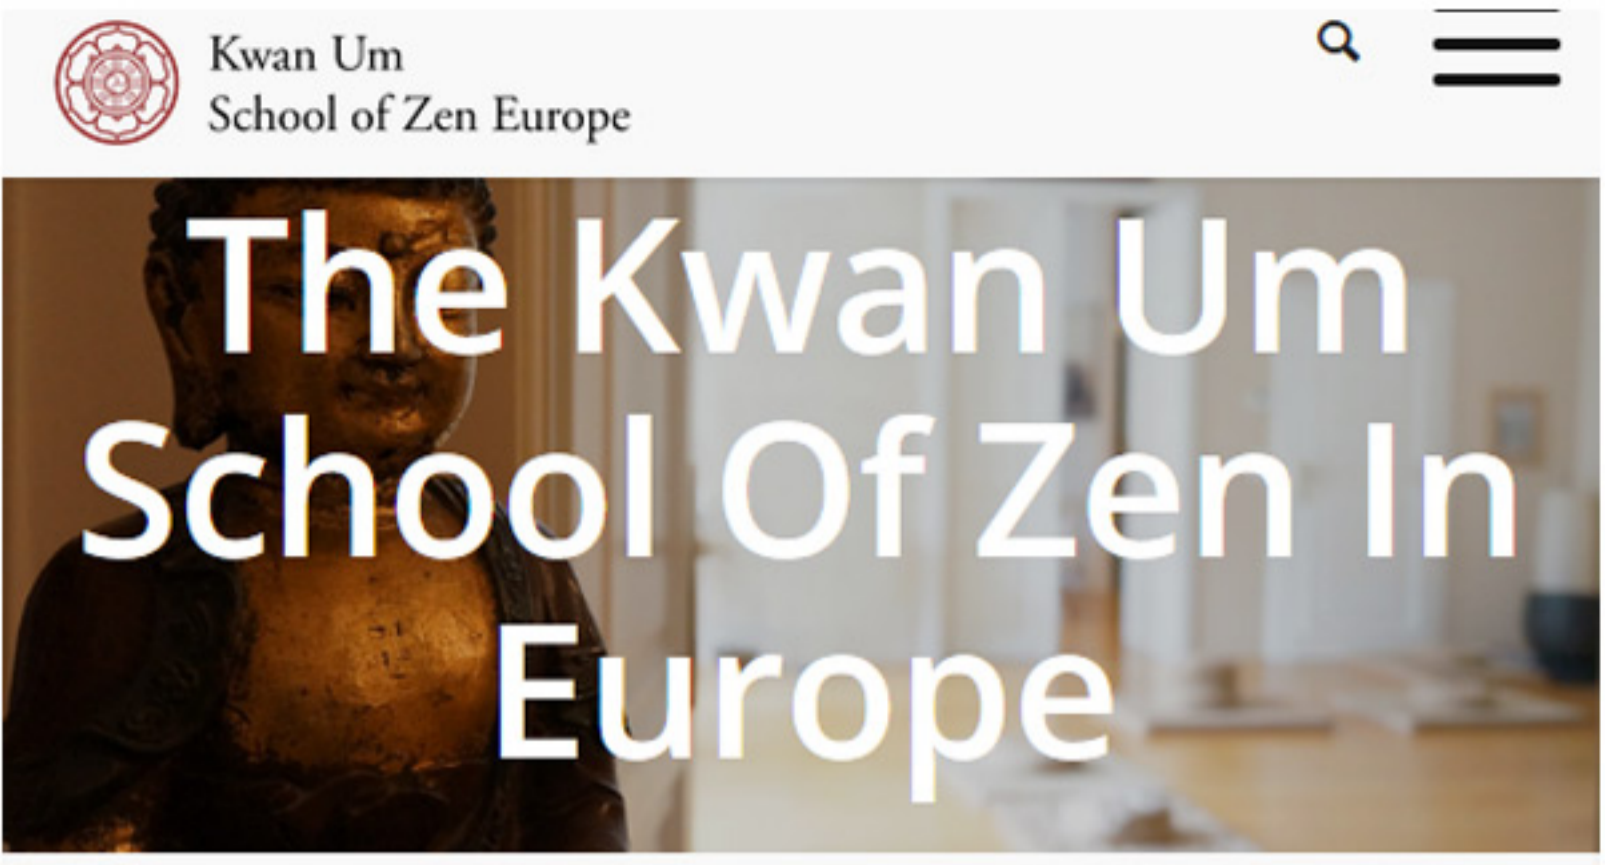 Kwan Um
School of Zen Europe
The Kwan Um
School Of Zen In
Europe